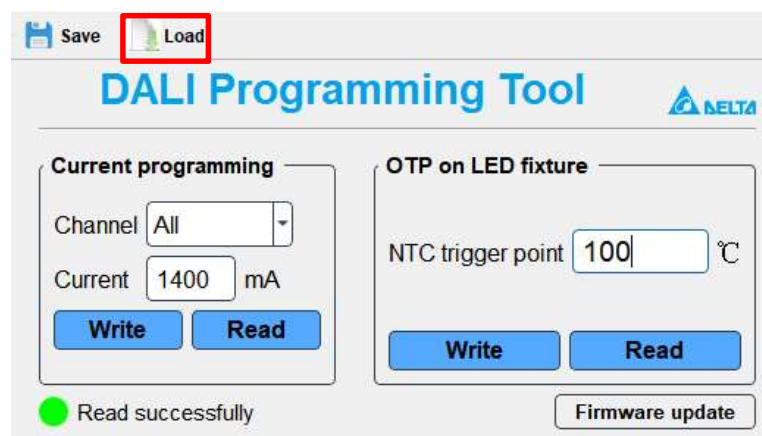 Save Load
DALI Programming Tool
DELTA
Current programming
Channel All
Current 1400 mA
Write Read
OTP on LED fixture
NTC trigger point 100 ℃
Write Read
Read successfully
Firmware update